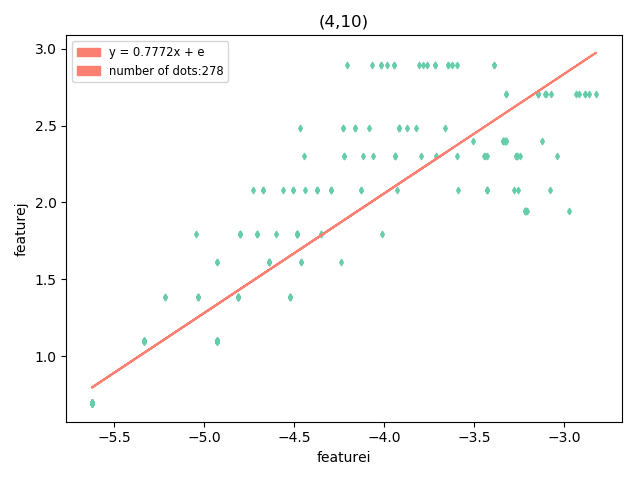 (4,10)
y = 0.7772x + e
number of dots:278
3.0
2.5
2.0
1.5
1.0
featurej
−5.5 −5.0 −4.5 −4.0 −3.5 −3.0
featurei